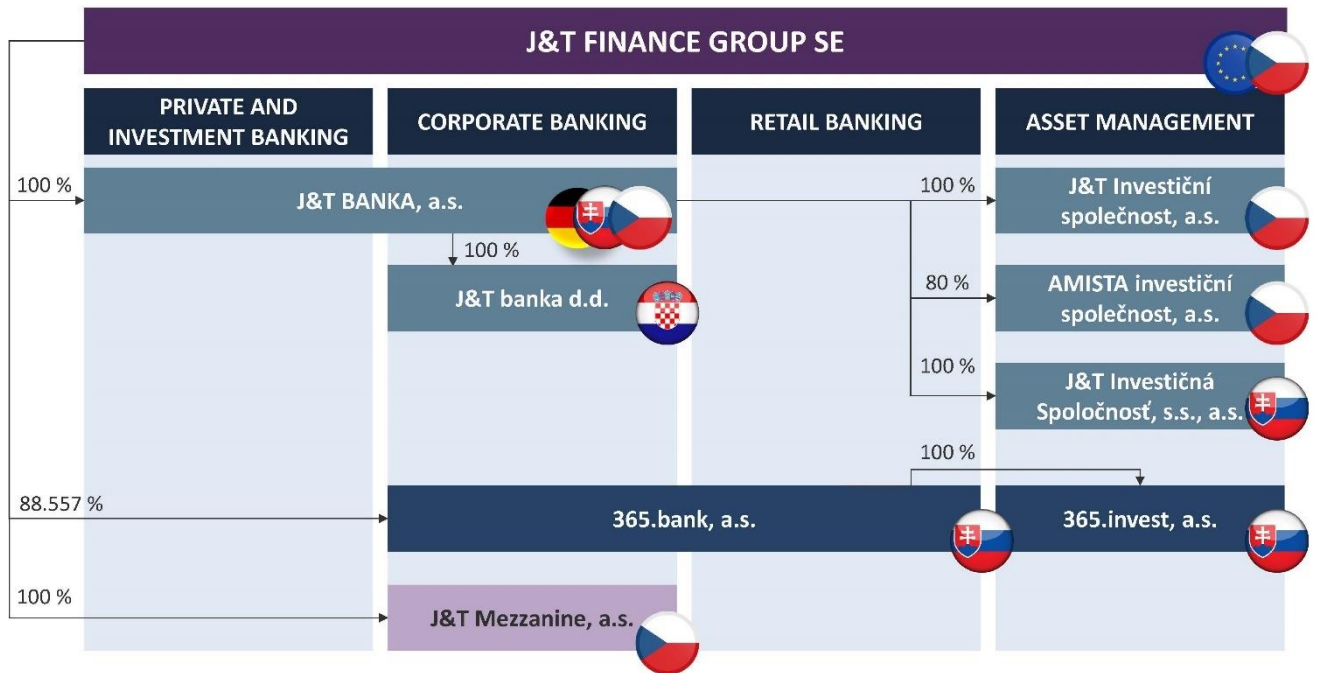 J&T FINANCE GROUP SE
PRIVATE AND
INVESTMENT BANKING
CORPORATE BANKING
RETAIL BANKING
ASSET MANAGEMENT
100 %
J&T BANKA, a.s.
100 %
J&T Investiční
společnost, a.s.
100 %
J&T banka d.d.
80 %
AMISTA investiční
společnost, a.s.
100 %
J&T Investičná
Spoločnosť, s.s., a.s.
100 %
88.557 %
365.bank, a.s.
365.invest, a.s.
100 %
J&T Mezzanine, a.s.